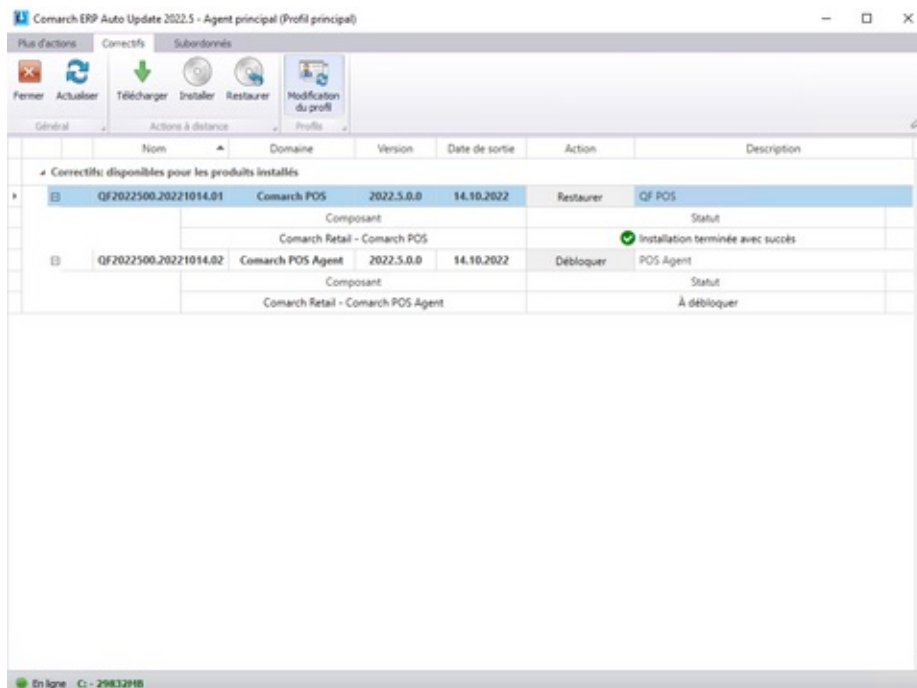 Comarch ERP Auto Update 2022.5 - Agent principal (Profil principal)
Plus d'actions Correctifs Subordonnés
Fermer Actualiser Télécharger Installer Restaurer Modification du profil
Général Actions à distance Profils
Nom Domaine Version Date de sortie Action Description
Correctifs: disponibles pour les produits installés
QF2022500.20221014.01 Comarch POS 2022.5.0.0 14.10.2022 Restaurer QF POS
Composant Statut
Comarch Retail - Comarch POS Installation terminée avec succès
QF2022500.20221014.02 Comarch POS Agent 2022.5.0.0 14.10.2022 Débloquer POS Agent
Composant Statut
Comarch Retail - Comarch POS Agent À débloquer
En ligne C: - 29832MB